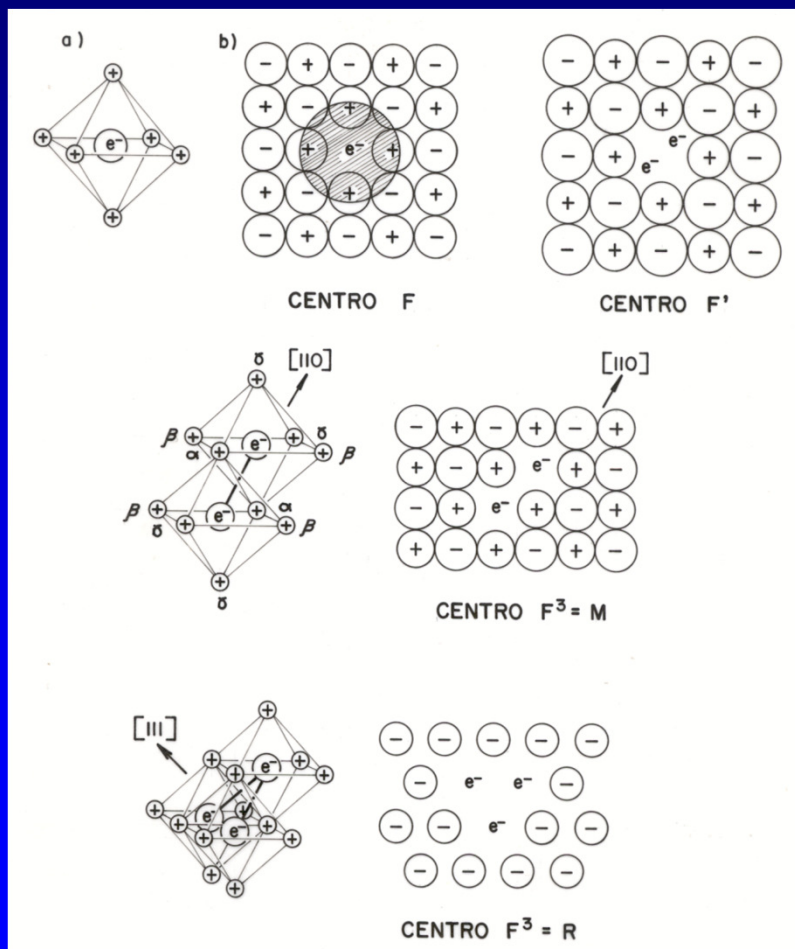 a)
+
+ e⁻ + +
+
+
b)
− + − + −
+ − + − +
− + e⁻ + −
+ − + − +
− + − + −
CENTRO F
− + − + −
+ − + − +
− + e⁻ e⁻ + −
+ − + − +
− + − + −
CENTRO F'
[110]
γ
+
β + e⁻ + γ
α + + β
β + e⁻ + α
γ + + β
+
γ
[110]
− + − + − +
+ − + e⁻ + −
− + e⁻ + − +
+ − + − + −
CENTRO F³ = M
[111]
+
+ + e⁻ + +
+ e⁻ +
+ + e⁻ + +
+ +
− − − − −
− e⁻ e⁻ −
− − e⁻ − −
− − − −
CENTRO F³ = R